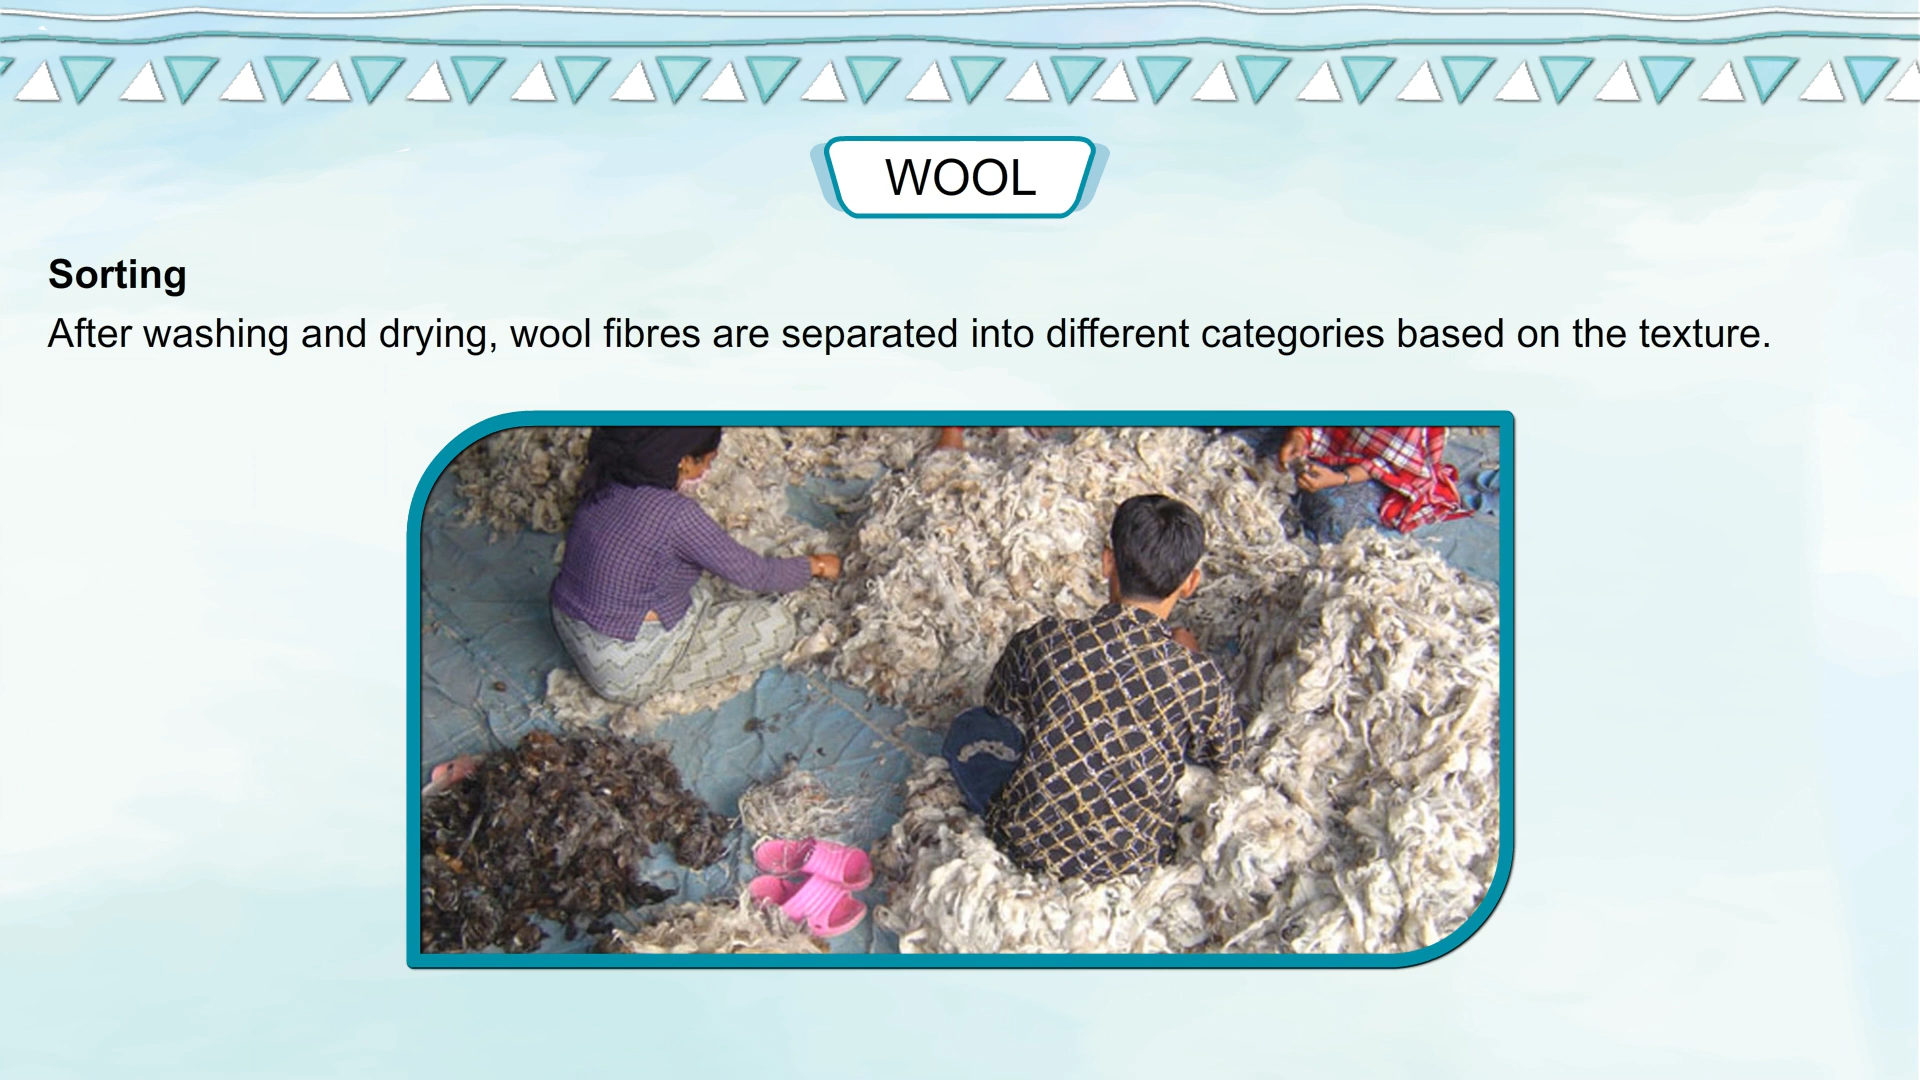 WOOL
Sorting
After washing and drying, wool fibres are separated into different categories based on the texture.